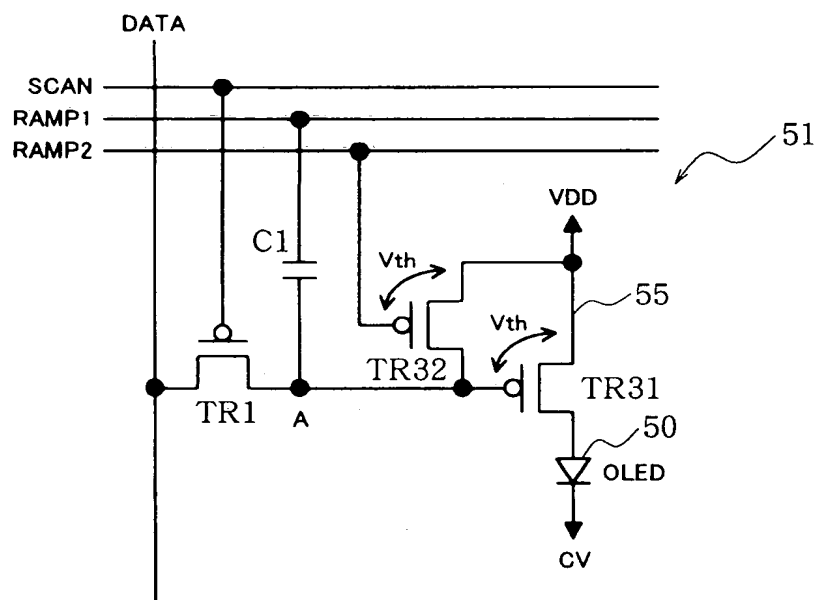 DATA
SCAN
RAMP1
RAMP2
51
VDD
C1
Vth
55
Vth
TR32
TR31
TR1
A
50
OLED
CV